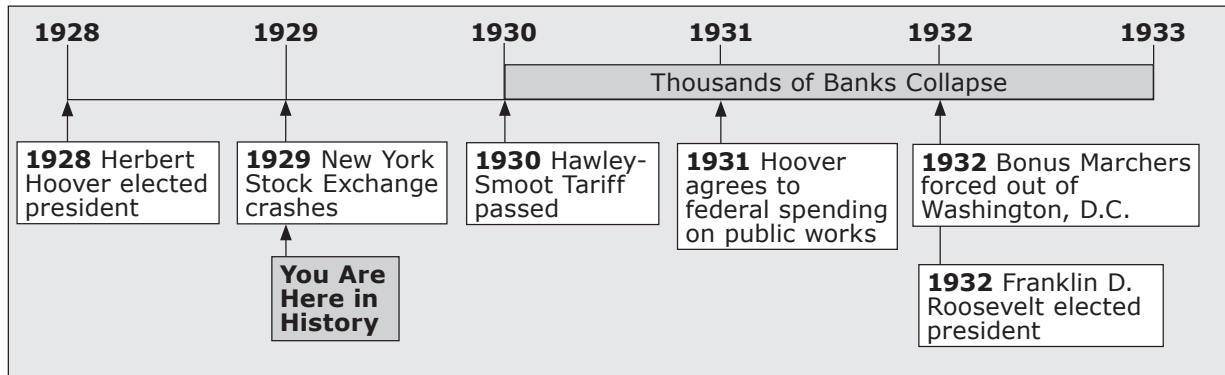 1928 1929 1930 1931 1932 1933
Thousands of Banks Collapse
1928 Herbert
Hoover elected
president
1929 New York
Stock Exchange
crashes
1930 Hawley-
Smoot Tariff
passed
1931 Hoover
agrees to
federal spending
on public works
1932 Bonus Marchers
forced out of
Washington, D.C.
You Are
Here in
History
1932 Franklin D.
Roosevelt elected
president